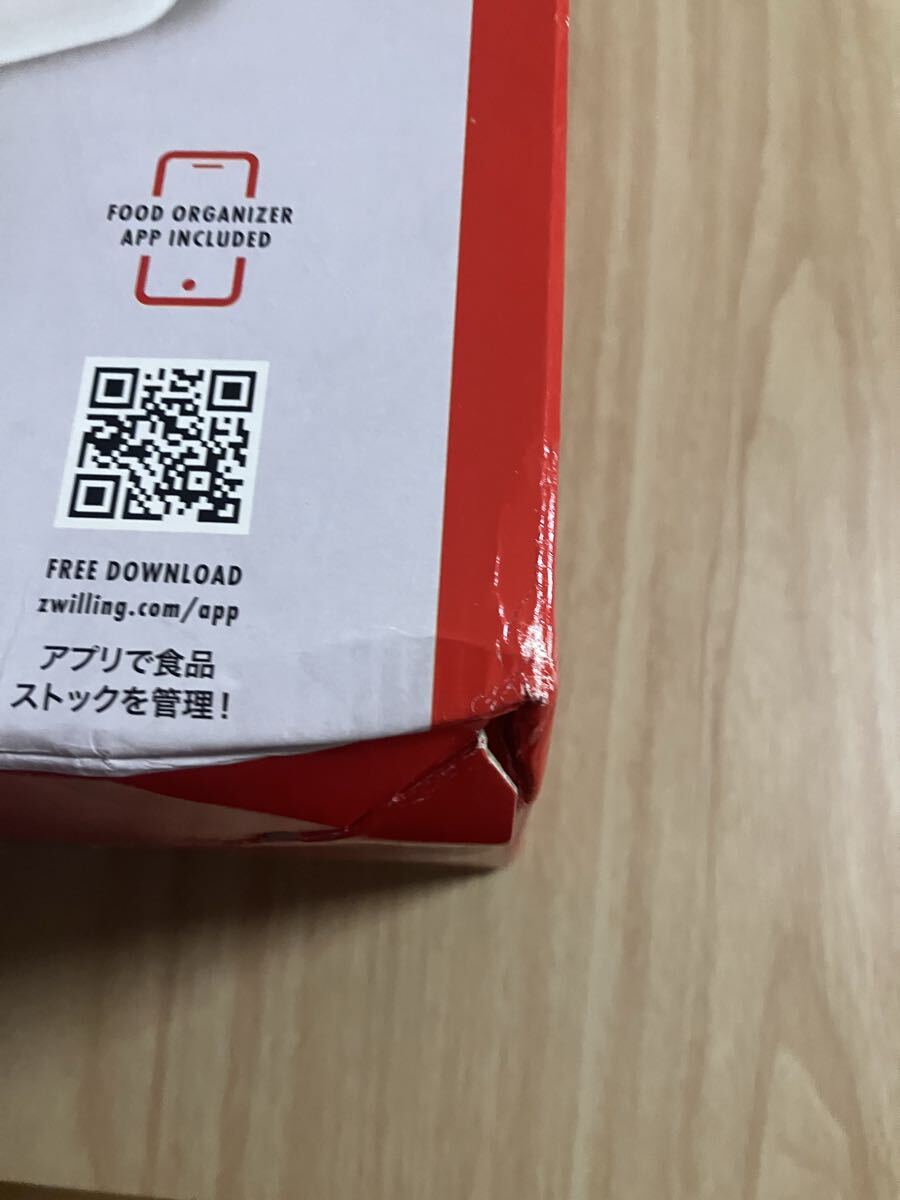 FOOD ORGANIZER
APP INCLUDED
FREE DOWNLOAD
zwilling.com/app
アプリで食品
ストックを管理!